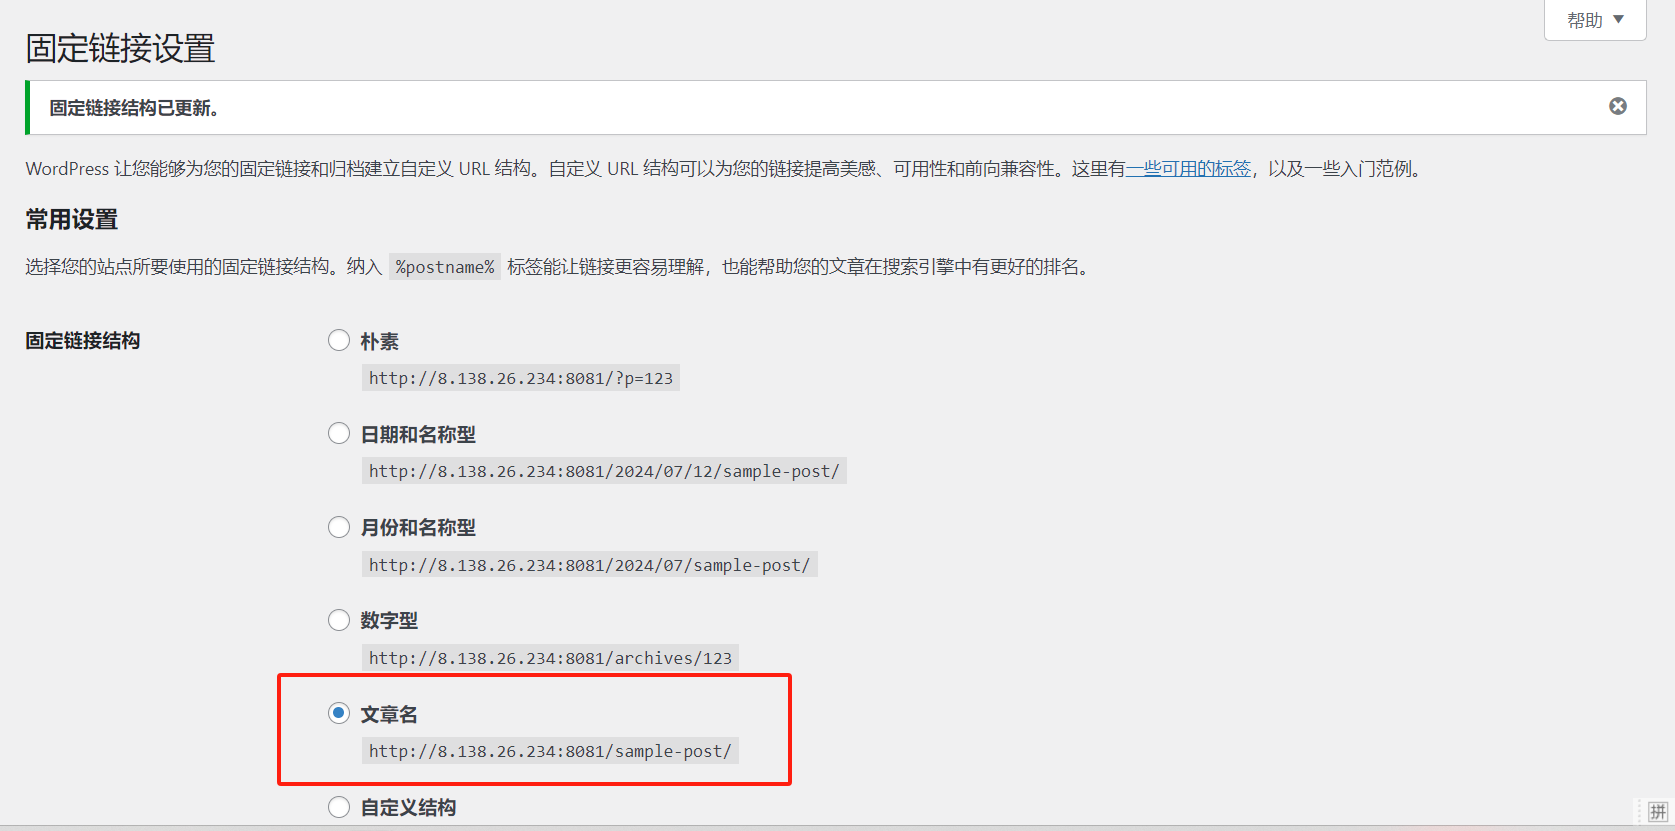 帮助
固定链接设置
固定链接结构已更新。
WordPress 让您能够为您的固定链接和归档建立自定义 URL 结构。自定义 URL 结构可以为您的链接提高美感、可用性和前向兼容性。这里有一些可用的标签，以及一些入门范例。
常用设置
选择您的站点所要使用的固定链接结构。纳入 %postname% 标签能让链接更容易理解，也能帮助您的文章在搜索引擎中有更好的排名。
固定链接结构
朴素
http://8.138.26.234:8081/?p=123
日期和名称型
http://8.138.26.234:8081/2024/07/12/sample-post/
月份和名称型
http://8.138.26.234:8081/2024/07/sample-post/
数字型
http://8.138.26.234:8081/archives/123
文章名
http://8.138.26.234:8081/sample-post/
自定义结构
拼